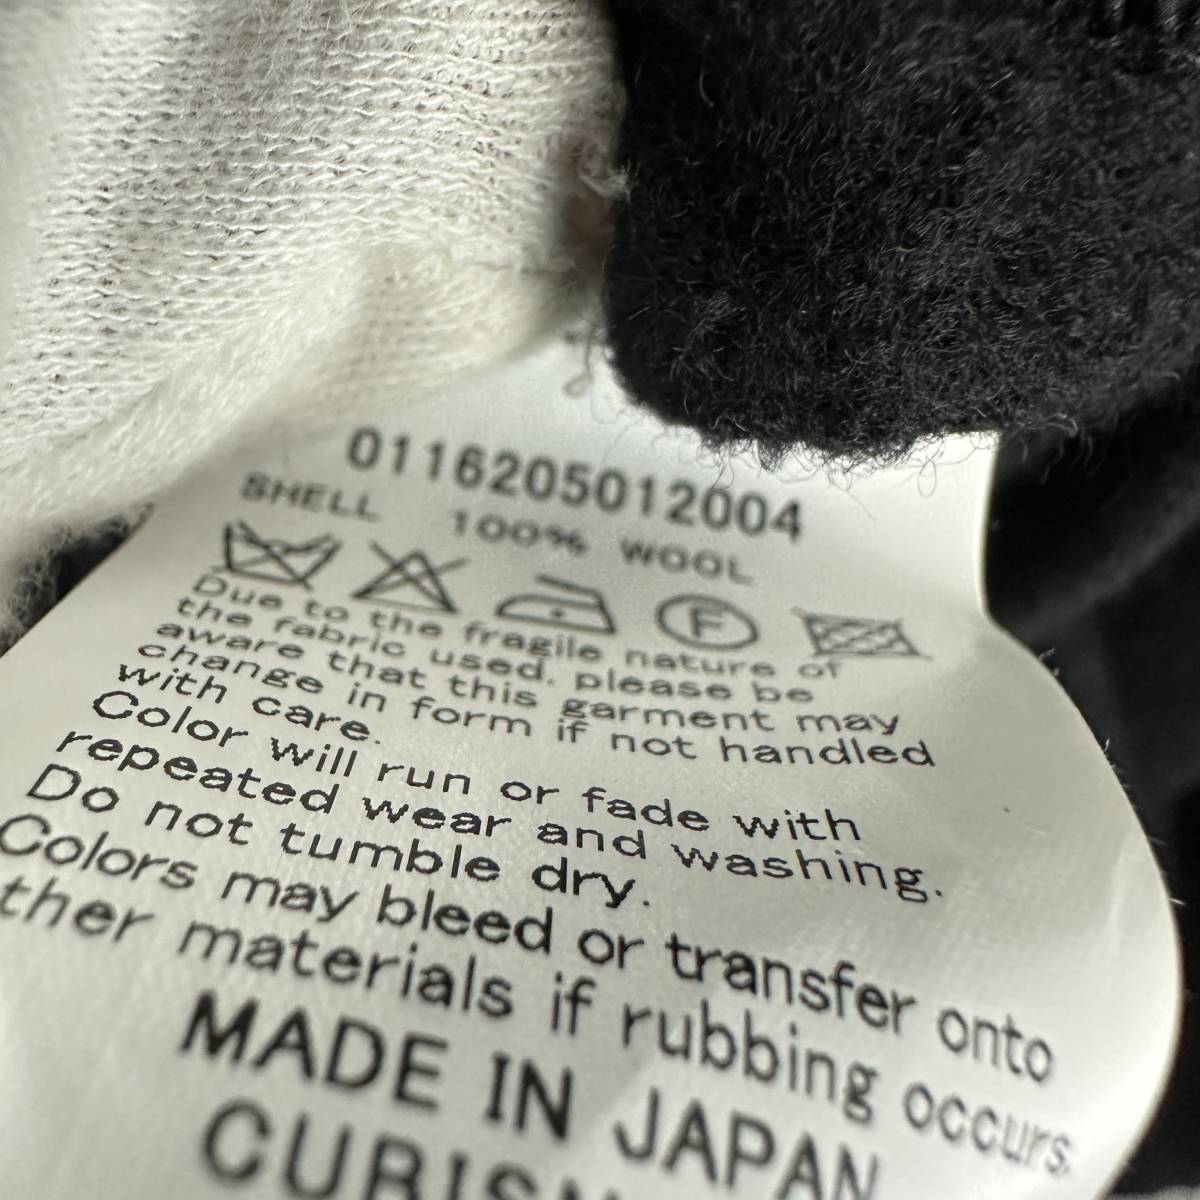 0116205012004
SHELL 100% WOOL
F
Due to the fragile nature of
the fabric used, please be
aware that this garment may
change in form if not handled
with care.
Color will run or fade with
repeated wear and washing.
Do not tumble dry.
Colors may bleed or transfer onto
ther materials if rubbing occurs.
MADE IN JAPAN